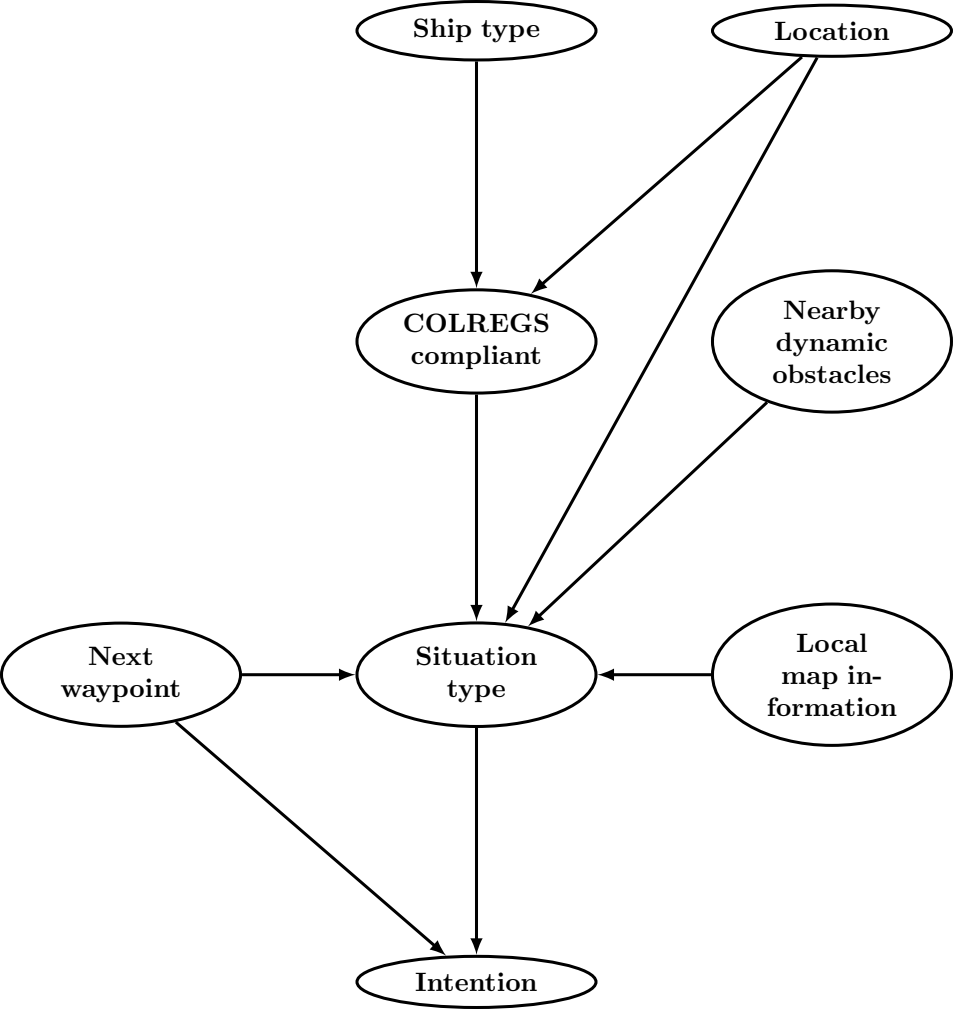 Ship type
Location
COLREGS
compliant
Nearby
dynamic
obstacles
Next
waypoint
Situation
type
Local
map in-
formation
Intention